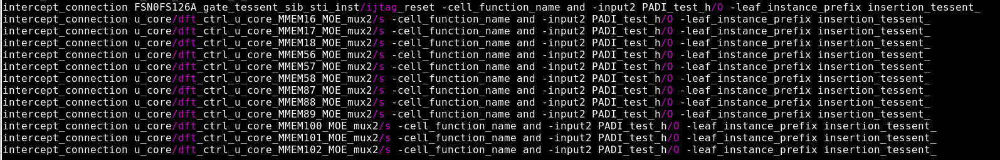 intercept_connection FSN0FS126A_gate_tessent_sib_sti_inst/ijtag_reset -cell_function_name and -input2 PADI_test_h/O -leaf_instance_prefix insertion_tessent_
intercept_connection u_core/dft_ctrl_u_core_MMEM16_MOE_mux2/s -cell_function_name and -input2 PADI_test_h/O -leaf_instance_prefix insertion_tessent_
intercept_connection u_core/dft_ctrl_u_core_MMEM17_MOE_mux2/s -cell_function_name and -input2 PADI_test_h/O -leaf_instance_prefix insertion_tessent_
intercept_connection u_core/dft_ctrl_u_core_MMEM18_MOE_mux2/s -cell_function_name and -input2 PADI_test_h/O -leaf_instance_prefix insertion_tessent_
intercept_connection u_core/dft_ctrl_u_core_MMEM56_MOE_mux2/s -cell_function_name and -input2 PADI_test_h/O -leaf_instance_prefix insertion_tessent_
intercept_connection u_core/dft_ctrl_u_core_MMEM57_MOE_mux2/s -cell_function_name and -input2 PADI_test_h/O -leaf_instance_prefix insertion_tessent_
intercept_connection u_core/dft_ctrl_u_core_MMEM58_MOE_mux2/s -cell_function_name and -input2 PADI_test_h/O -leaf_instance_prefix insertion_tessent_
intercept_connection u_core/dft_ctrl_u_core_MMEM87_MOE_mux2/s -cell_function_name and -input2 PADI_test_h/O -leaf_instance_prefix insertion_tessent_
intercept_connection u_core/dft_ctrl_u_core_MMEM88_MOE_mux2/s -cell_function_name and -input2 PADI_test_h/O -leaf_instance_prefix insertion_tessent_
intercept_connection u_core/dft_ctrl_u_core_MMEM89_MOE_mux2/s -cell_function_name and -input2 PADI_test_h/O -leaf_instance_prefix insertion_tessent_
intercept_connection u_core/dft_ctrl_u_core_MMEM100_MOE_mux2/s -cell_function_name and -input2 PADI_test_h/O -leaf_instance_prefix insertion_tessent_
intercept_connection u_core/dft_ctrl_u_core_MMEM101_MOE_mux2/s -cell_function_name and -input2 PADI_test_h/O -leaf_instance_prefix insertion_tessent_
intercept_connection u_core/dft_ctrl_u_core_MMEM102_MOE_mux2/s -cell_function_name and -input2 PADI_test_h/O -leaf_instance_prefix insertion_tessent_